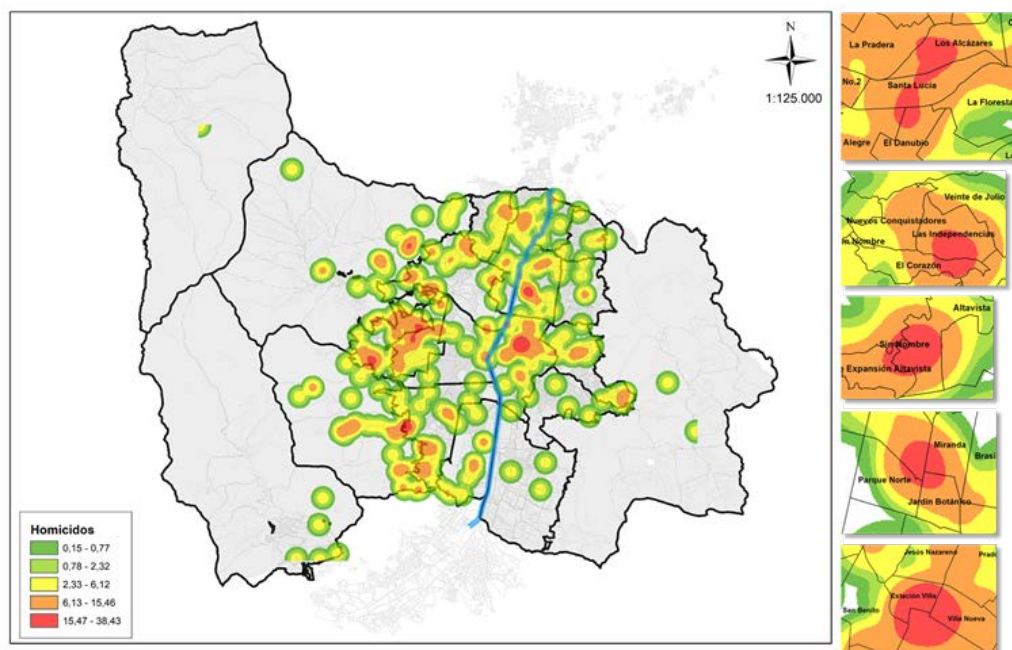 N
1:125.000
Homicidos
0,15 - 0,77
0,78 - 2,32
2,33 - 6,12
6,13 - 15,46
15,47 - 38,43
La Pradera
Los Alcázares
No.2
Santa Lucía
La Floresta
Alegre
El Danubio
Veinte de Julio
Nuevos Conquistadores
Las Independencias
in Nombre
El Corazón
Altavista
Sin Nombre
e Expansión Altavista
Miranda
Brasi
Parque Norte
Jardín Botánico
Jesús Nazareno
Prado
Estación Villa
San Benito
Villa Nueva